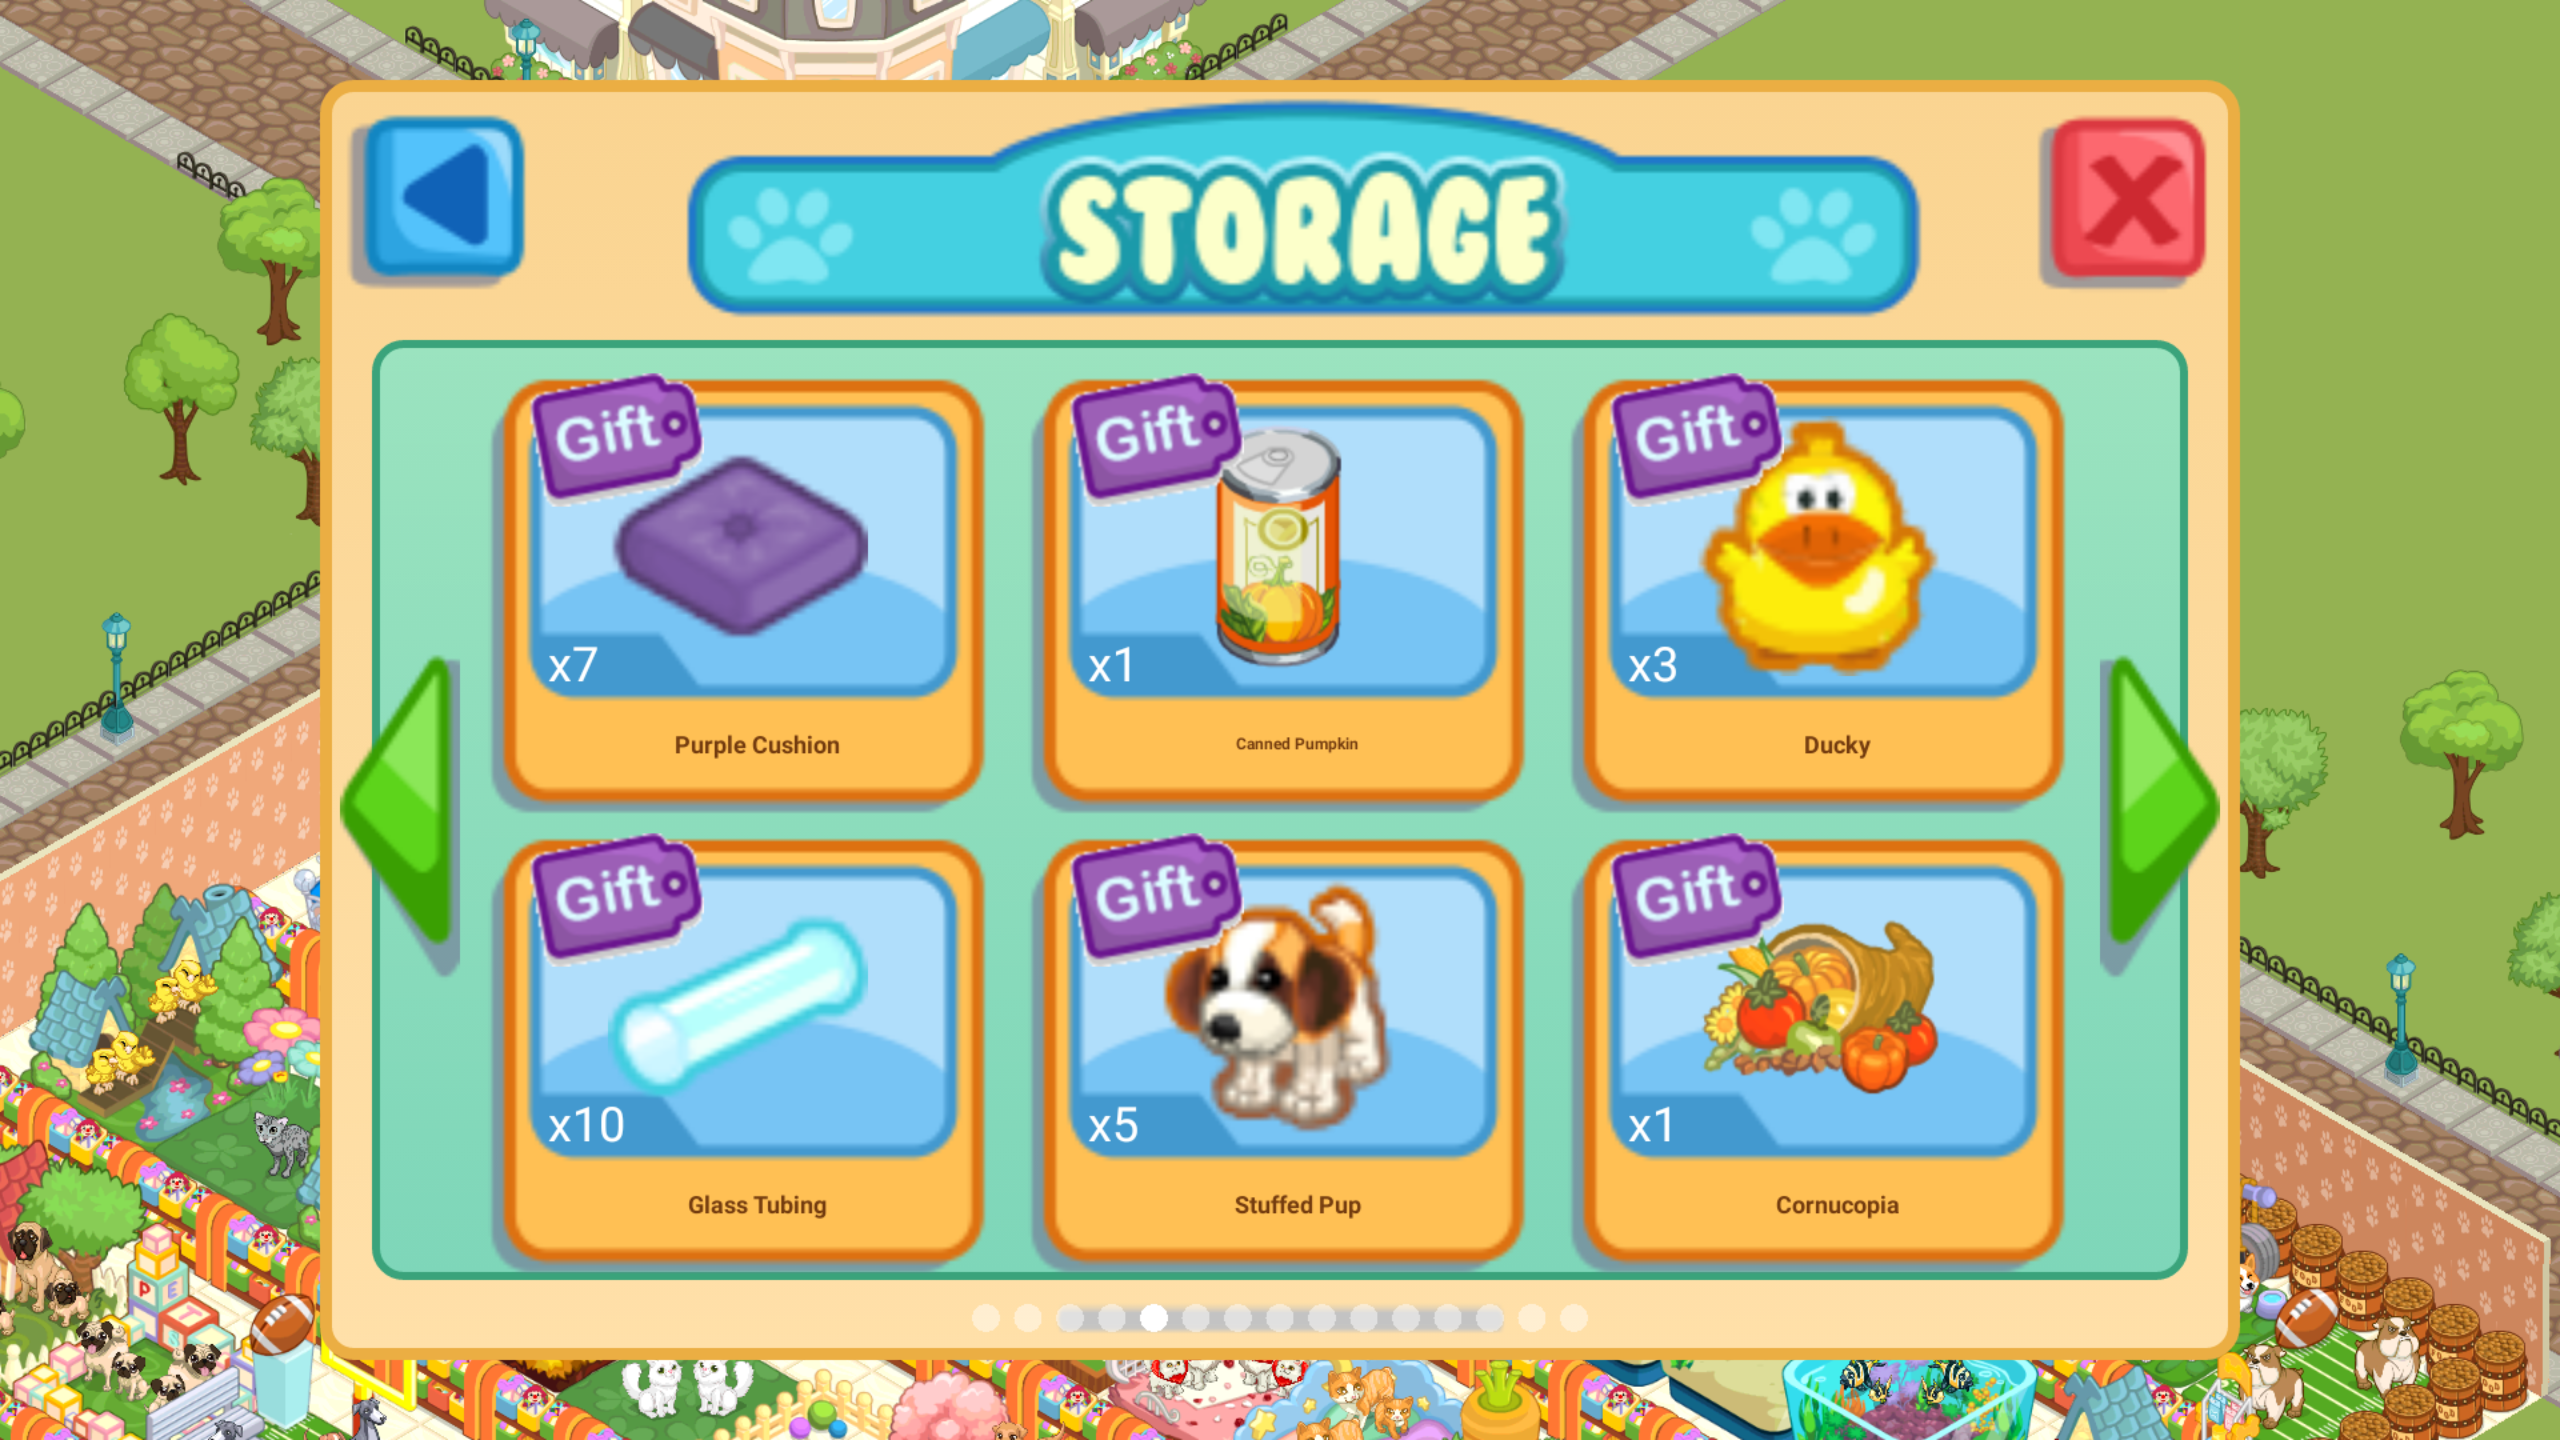 STORAGE
Gift
x7
Purple Cushion
Gift
x1
Canned Pumpkin
Gift
x3
Ducky
Gift
x10
Glass Tubing
Gift
x5
Stuffed Pup
Gift
x1
Cornucopia